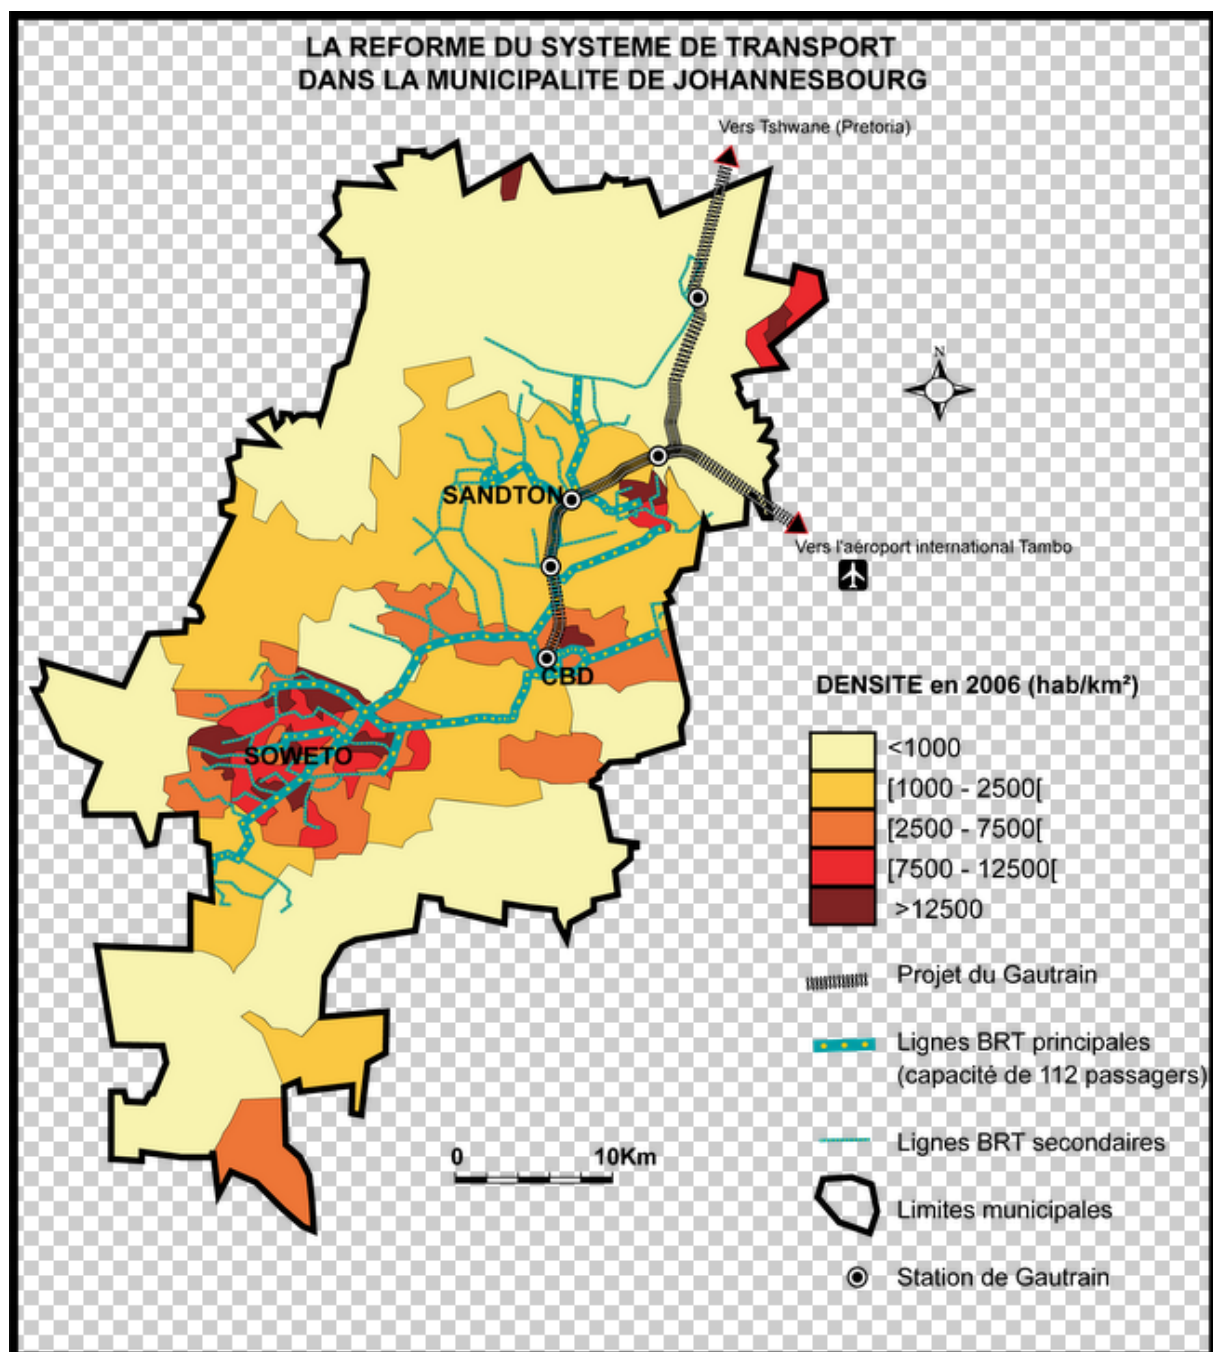 LA REFORME DU SYSTEME DE TRANSPORT
DANS LA MUNICIPALITE DE JOHANNESBOURG
Vers Tshwane (Pretoria)
N
SANDTON
Vers l'aéroport international Tambo
CBD
SOWETO
DENSITE en 2006 (hab/km²)
<1000
[1000 - 2500[
[2500 - 7500[
[7500 - 12500[
>12500
Projet du Gautrain
Lignes BRT principales
(capacité de 112 passagers)
Lignes BRT secondaires
0 10Km
Limites municipales
Station de Gautrain